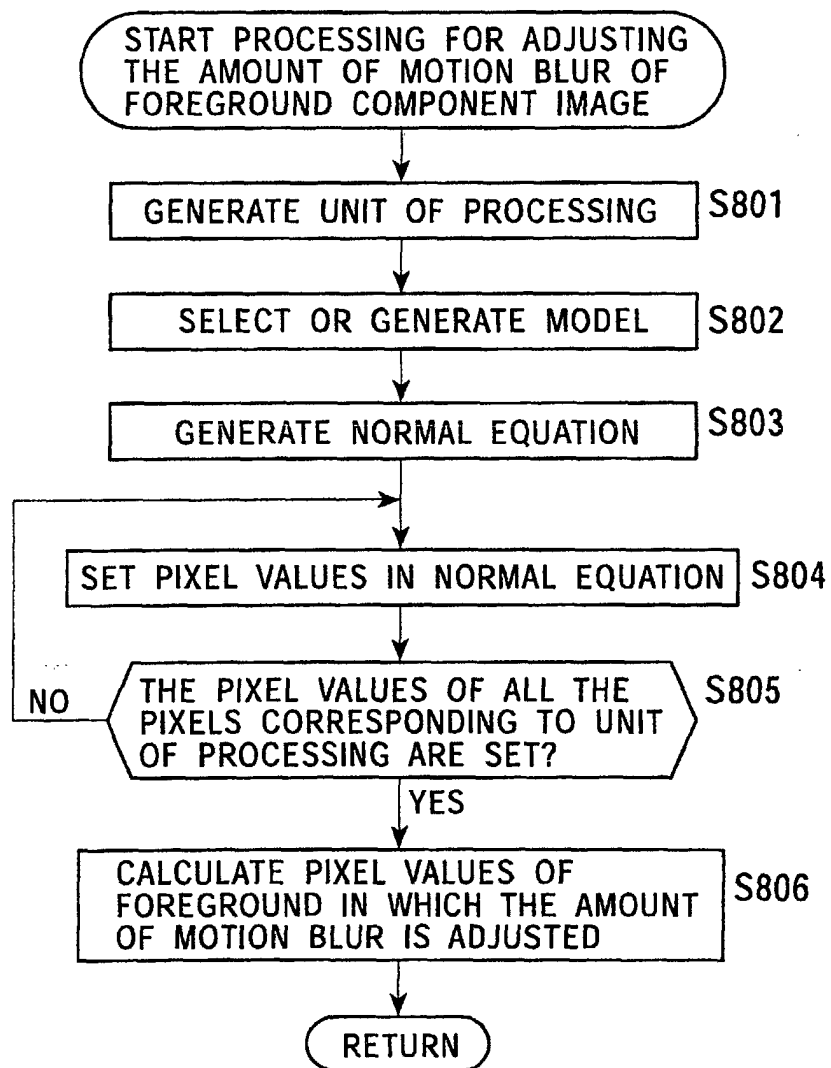 START PROCESSING FOR ADJUSTING
THE AMOUNT OF MOTION BLUR OF
FOREGROUND COMPONENT IMAGE
GENERATE UNIT OF PROCESSING
S801
SELECT OR GENERATE MODEL
S802
GENERATE NORMAL EQUATION
S803
SET PIXEL VALUES IN NORMAL EQUATION
S804
THE PIXEL VALUES OF ALL THE
PIXELS CORRESPONDING TO UNIT
OF PROCESSING ARE SET?
S805
NO
YES
CALCULATE PIXEL VALUES OF
FOREGROUND IN WHICH THE AMOUNT
OF MOTION BLUR IS ADJUSTED
S806
RETURN